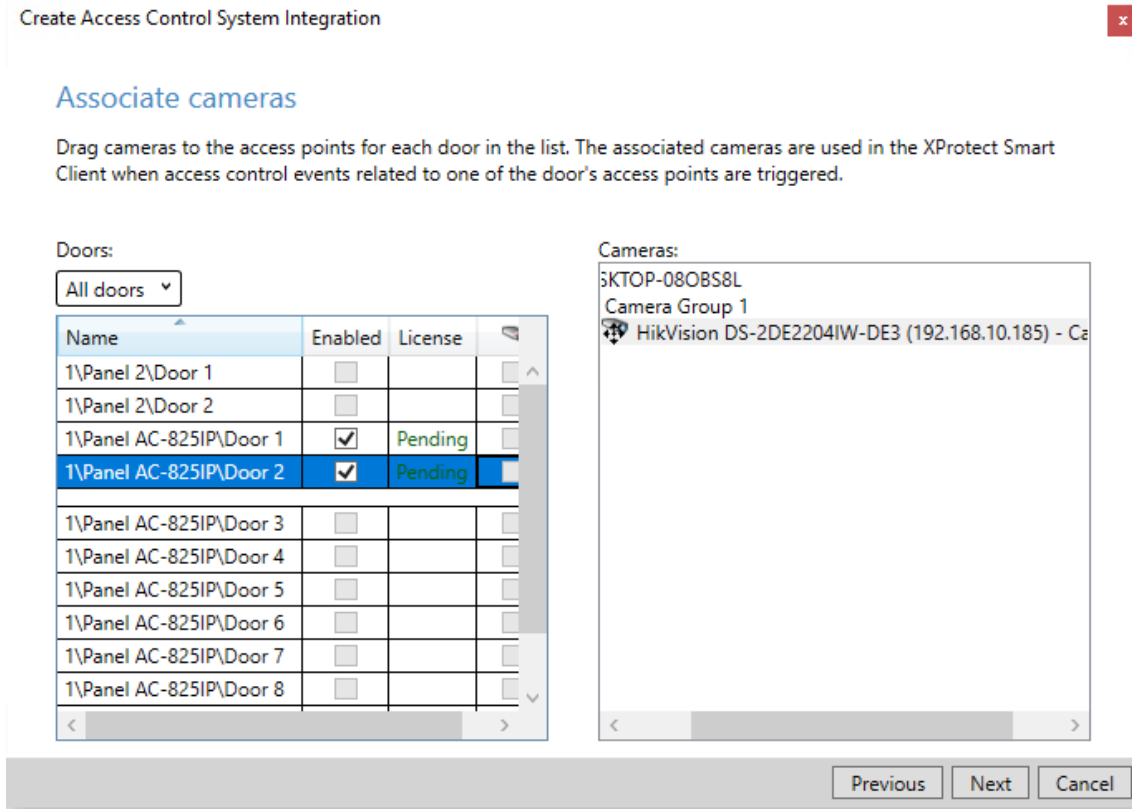 Create Access Control System Integration
x
Associate cameras
Drag cameras to the access points for each door in the list. The associated cameras are used in the XProtect Smart
Client when access control events related to one of the door's access points are triggered.
Doors:
All doors
Name Enabled License
1\Panel 2\Door 1
1\Panel 2\Door 2
1\Panel AC-825IP\Door 1 Pending
1\Panel AC-825IP\Door 2 Pending
1\Panel AC-825IP\Door 3
1\Panel AC-825IP\Door 4
1\Panel AC-825IP\Door 5
1\Panel AC-825IP\Door 6
1\Panel AC-825IP\Door 7
1\Panel AC-825IP\Door 8
Cameras:
SKTOP-08OBS8L
Camera Group 1
HikVision DS-2DE2204IW-DE3 (192.168.10.185) - Ca
Previous Next Cancel